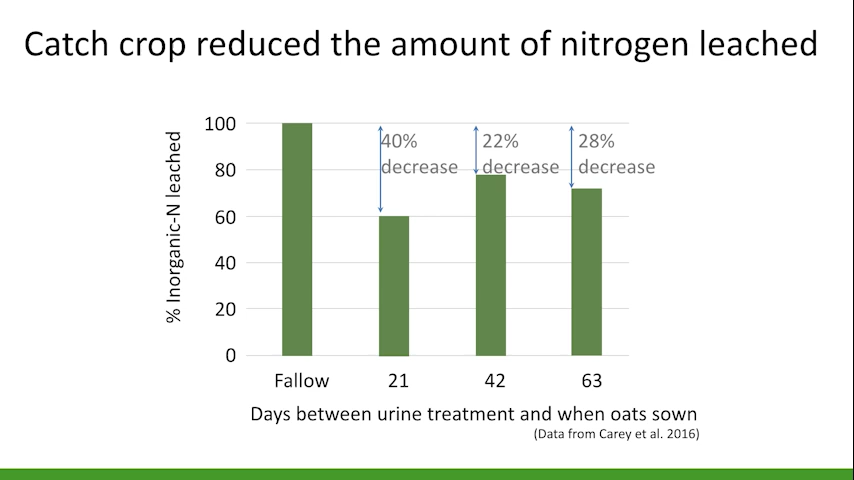 Catch crop reduced the amount of nitrogen leached
% Inorganic-N leached
100
80
60
40
20
0
40%
decrease
22%
decrease
28%
decrease
Fallow 21 42 63
Days between urine treatment and when oats sown
(Data from Carey et al. 2016)